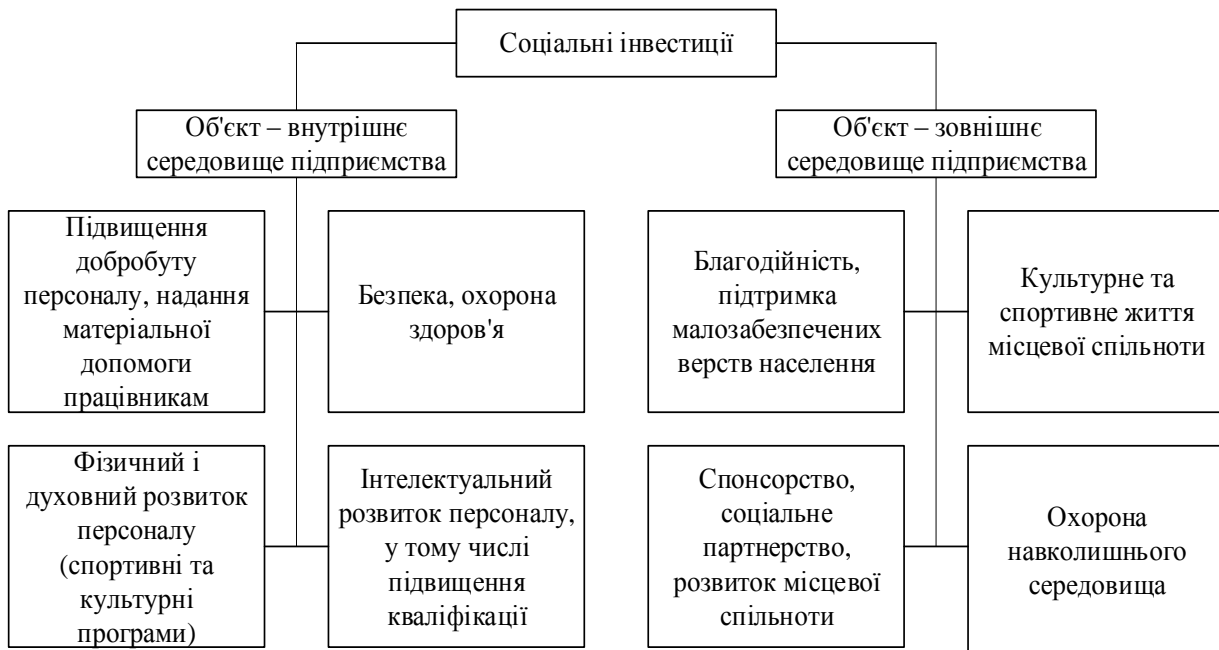 Соціальні інвестиції
Об'єкт – внутрішнє
середовище підприємства
Об'єкт – зовнішнє
середовище підприємства
Підвищення
добробуту
персоналу, надання
матеріальної
допомоги
працівникам
Безпека, охорона
здоров'я
Благодійність,
підтримка
малозабезпечених
верств населення
Культурне та
спортивне життя
місцевої спільноти
Фізичний і
духовний розвиток
персоналу
(спортивні та
культурні
програми)
Інтелектуальний
розвиток персоналу,
у тому числі
підвищення
кваліфікації
Спонсорство,
соціальне
партнерство,
розвиток місцевої
спільноти
Охорона
навколишнього
середовища